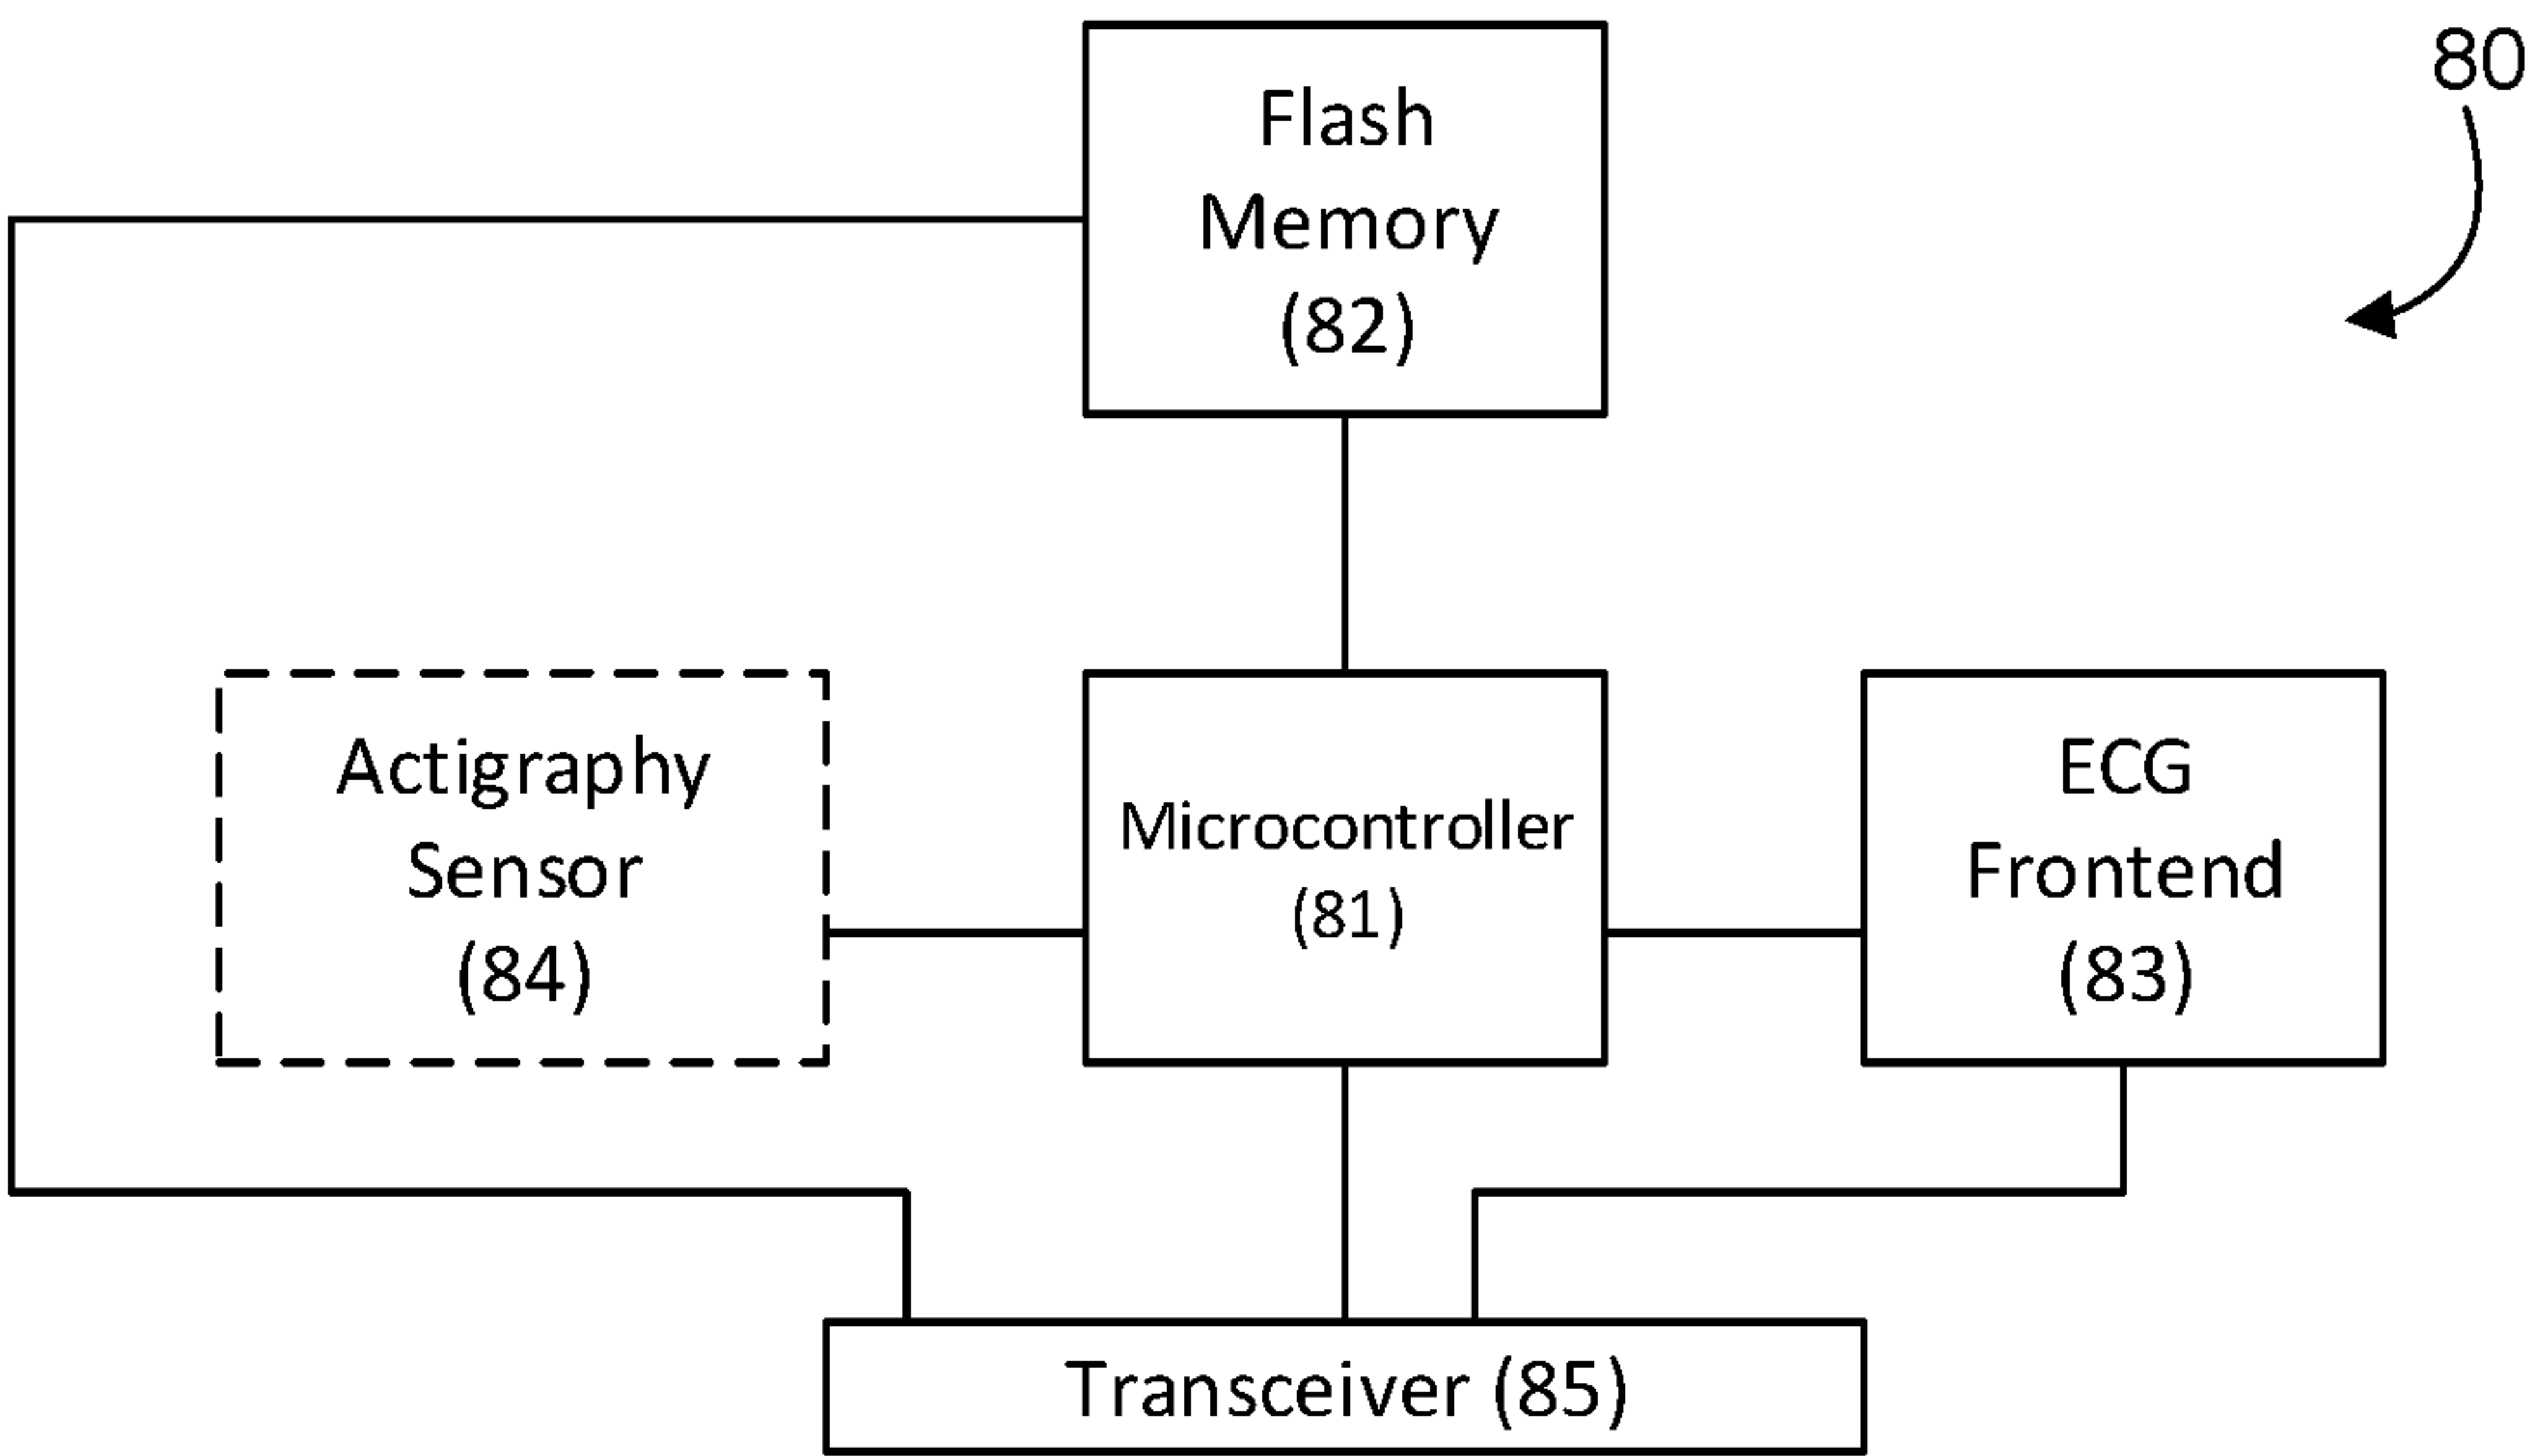 80
Flash
Memory
(82)
Actigraphy
Sensor
(84)
Microcontroller
(81)
ECG
Frontend
(83)
Transceiver (85)